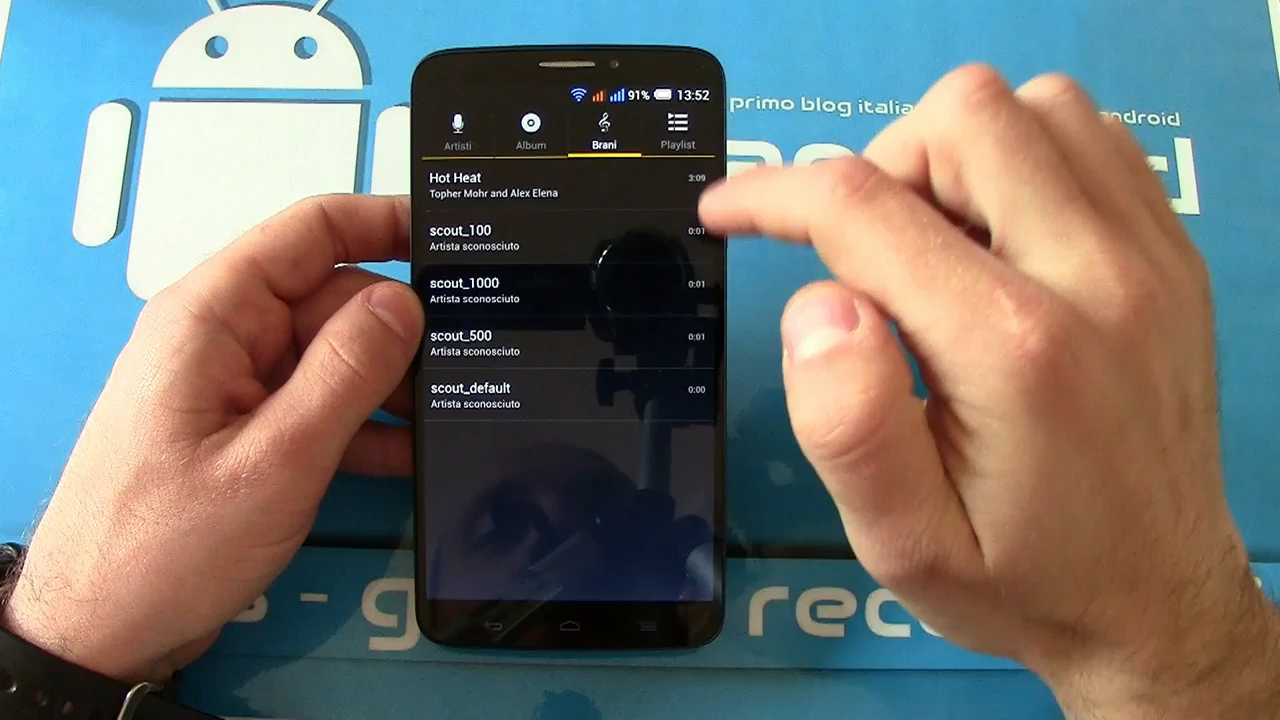 91% 13:52
Artisti Album Brani Playlist
Hot Heat 3:09
Topher Mohr and Alex Elena
scout_100 0:01
Artista sconosciuto
scout_1000 0:01
Artista sconosciuto
scout_500 0:01
Artista sconosciuto
scout_default 0:00
Artista sconosciuto
primo blog italia
android